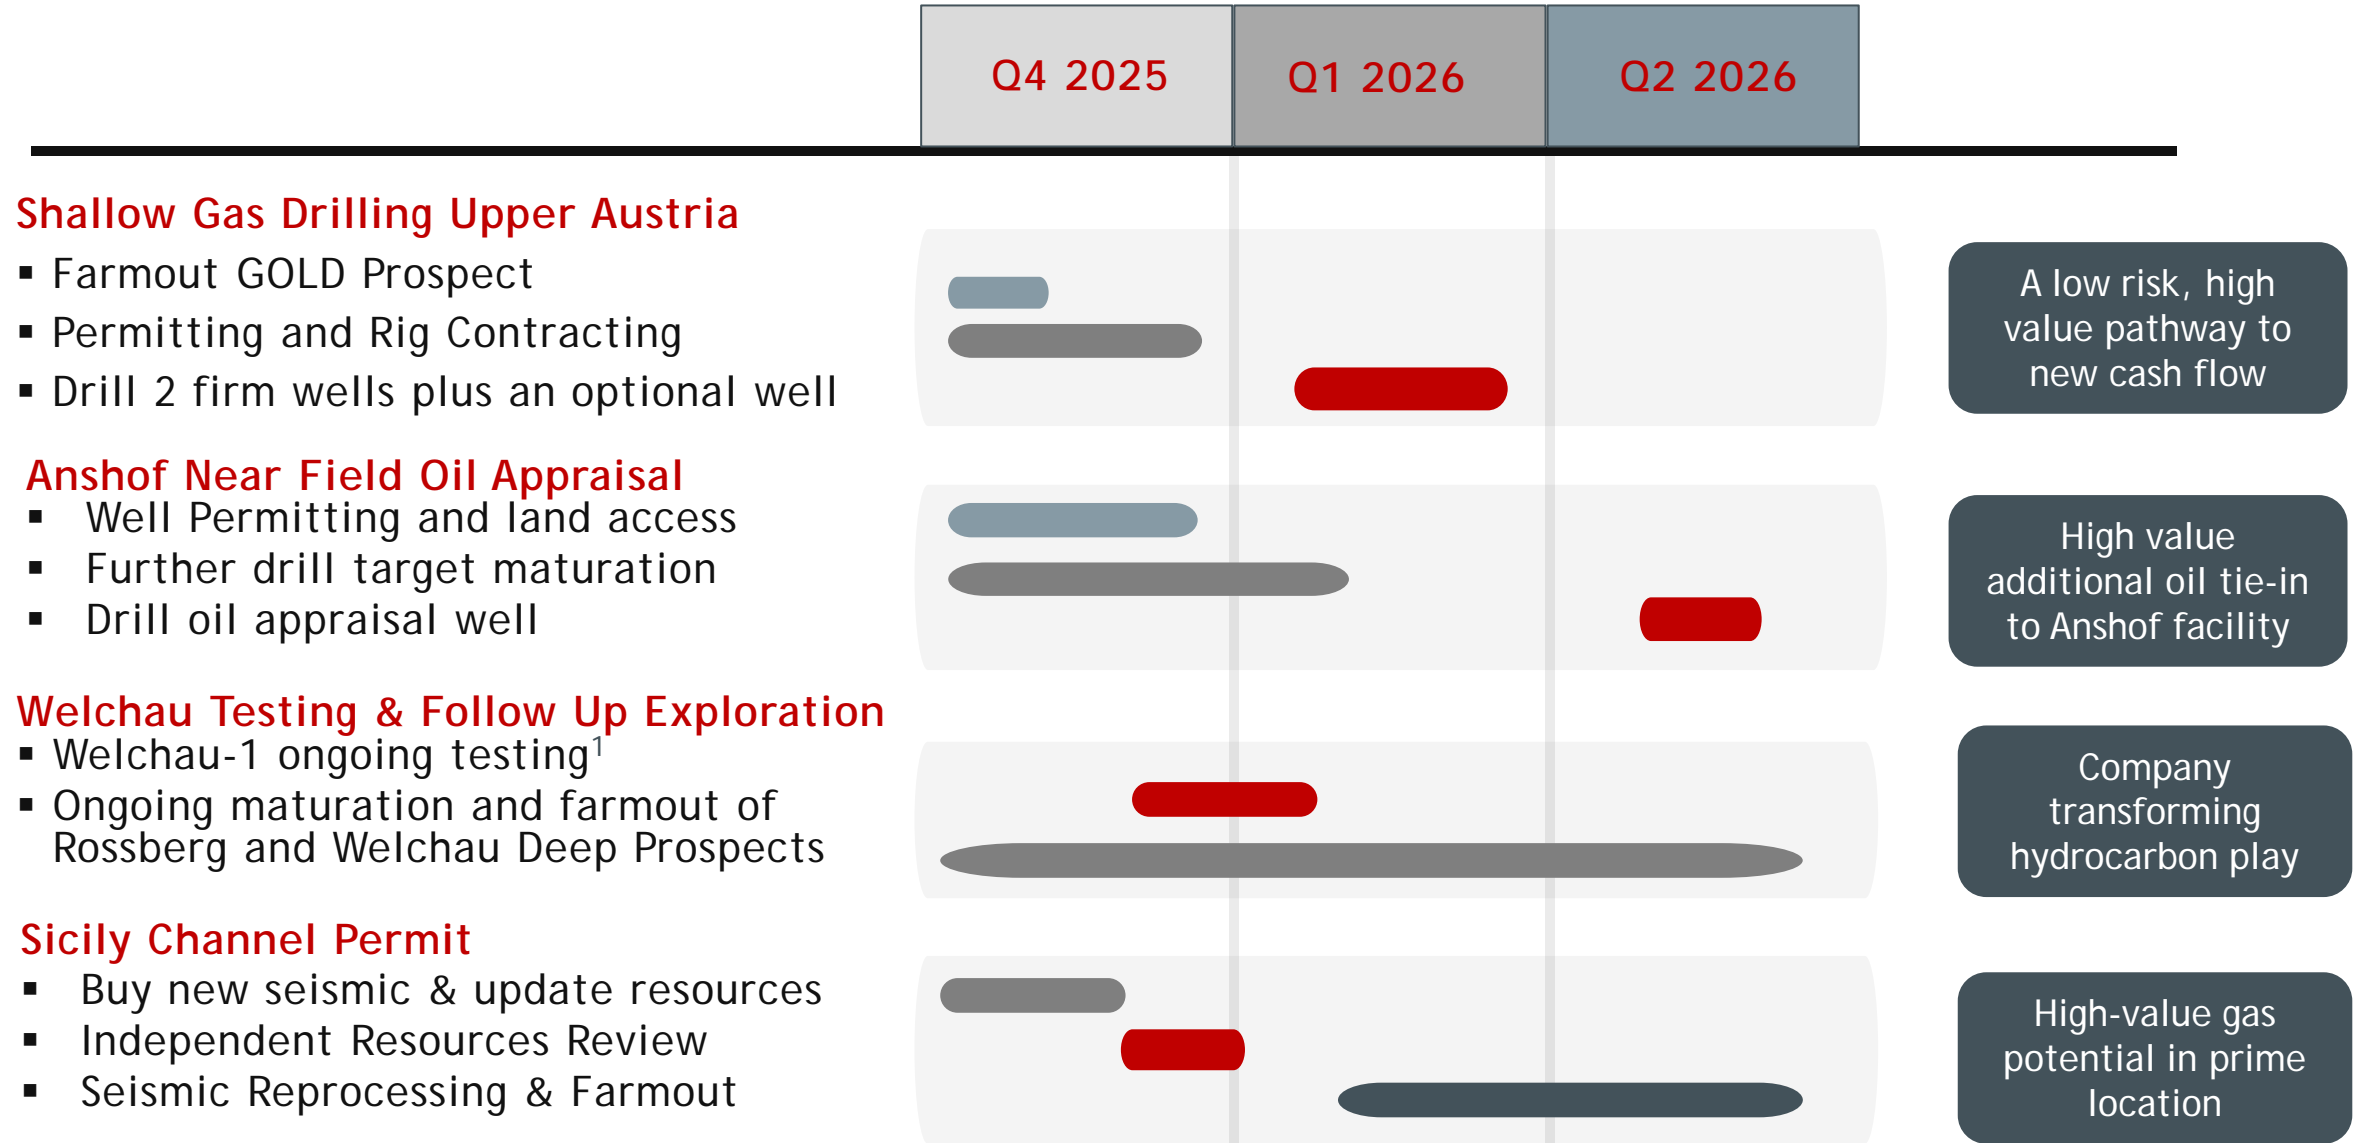 Q4 2025
Q1 2026
Q2 2026
Shallow Gas Drilling Upper Austria
▪ Farmout GOLD Prospect
▪ Permitting and Rig Contracting
▪ Drill 2 firm wells plus an optional well
A low risk, high
value pathway to
new cash flow
Anshof Near Field Oil Appraisal
▪ Well Permitting and land access
▪ Further drill target maturation
▪ Drill oil appraisal well
High value
additional oil tie-in
to Anshof facility
Welchau Testing & Follow Up Exploration
▪ Welchau-1 ongoing testing¹
▪ Ongoing maturation and farmout of
Rossberg and Welchau Deep Prospects
Company
transforming
hydrocarbon play
Sicily Channel Permit
▪ Buy new seismic & update resources
▪ Independent Resources Review
▪ Seismic Reprocessing & Farmout
High-value gas
potential in prime
location